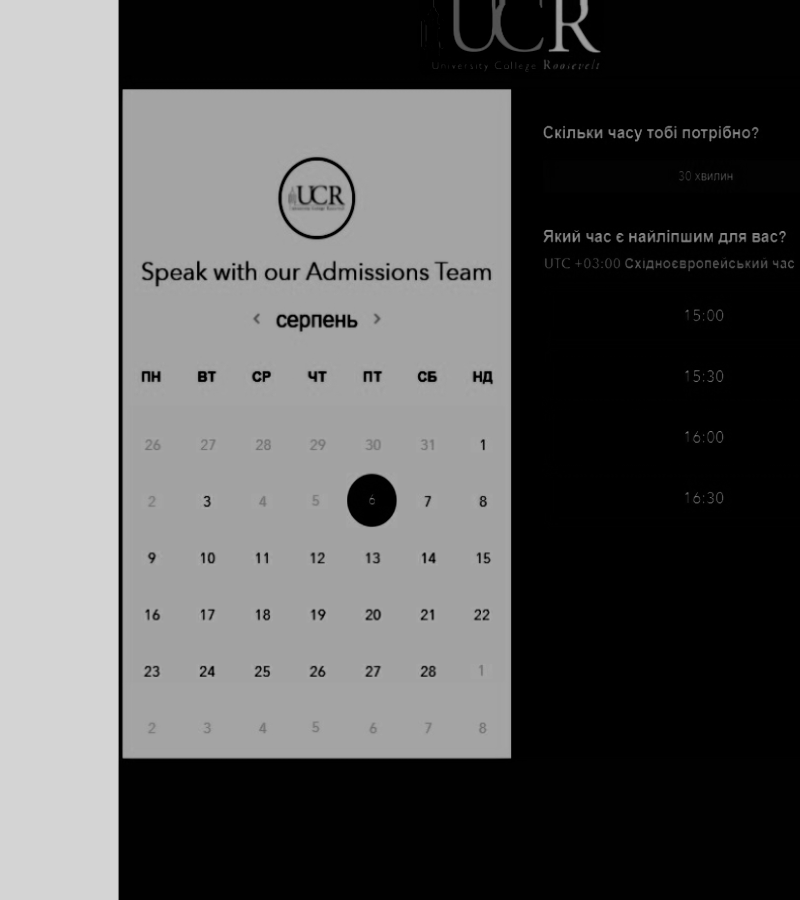 UCR
University College Roosevelt
UCR
Speak with our Admissions Team
< серпень >
ПН ВТ СР ЧТ ПТ СБ НД
26 27 28 29 30 31 1
2 3 4 5 6 7 8
9 10 11 12 13 14 15
16 17 18 19 20 21 22
23 24 25 26 27 28 1
2 3 4 5 6 7 8
Скільки часу тобі потрібно?
30 хвилин
Який час є найліпшим для вас?
UTC +03:00 Східноєвропейський час
15:00
15:30
16:00
16:30